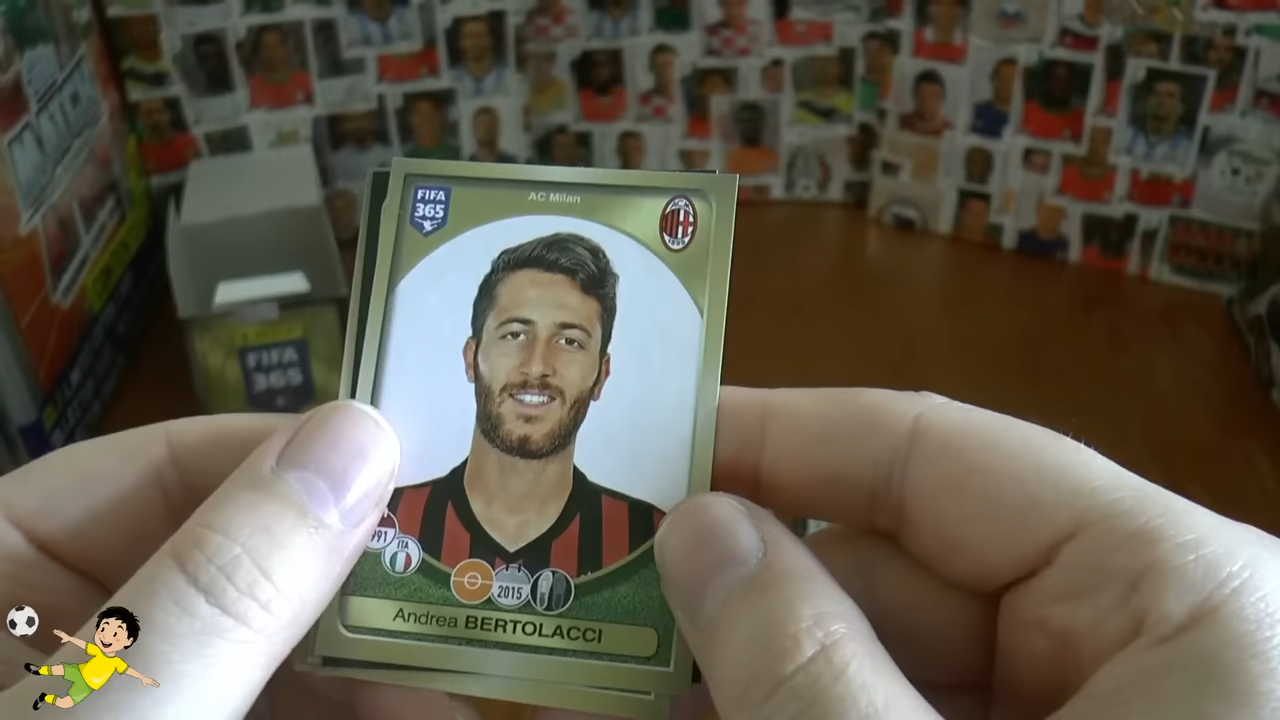 FIFA
365
AC Milan
ACM
1899
991
ITA
2015
Andrea BERTOLACCI
FIFA
365